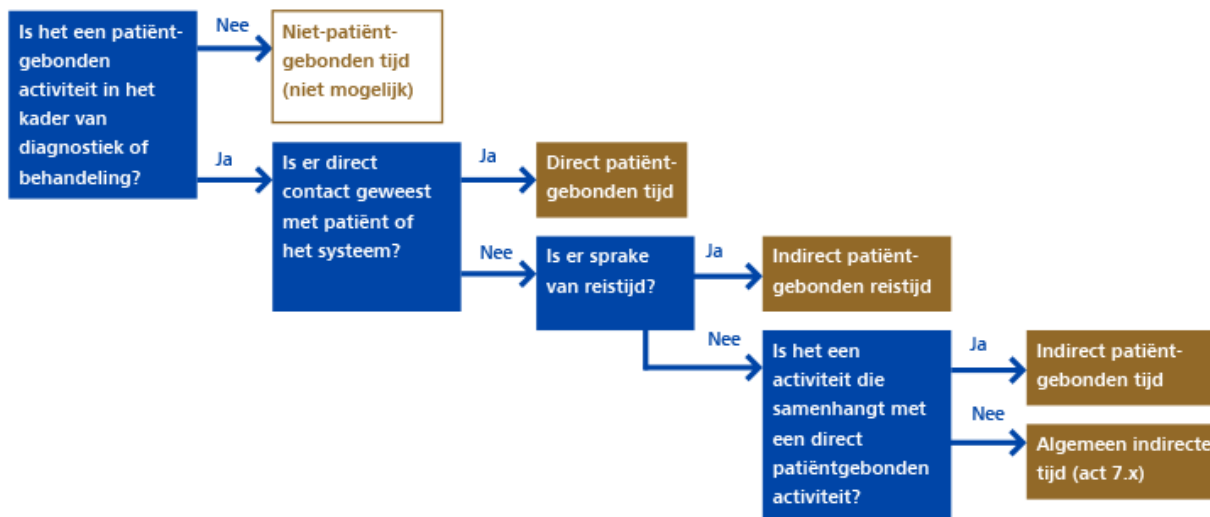 Is het een patiënt-
gebonden
activiteit in het
kader van
diagnostiek of
behandeling?
Nee
Niet-patiënt-
gebonden tijd
(niet mogelijk)
Ja
Is er direct
contact geweest
met patiënt of
het systeem?
Ja
Direct patiënt-
gebonden tijd
Nee
Is er sprake
van reistijd?
Ja
Indirect patiënt-
gebonden reistijd
Nee
Is het een
activiteit die
samenhangt met
een direct
patiëntgebonden
activiteit?
Ja
Indirect patiënt-
gebonden tijd
Nee
Algemeen indirecte
tijd (act 7.x)